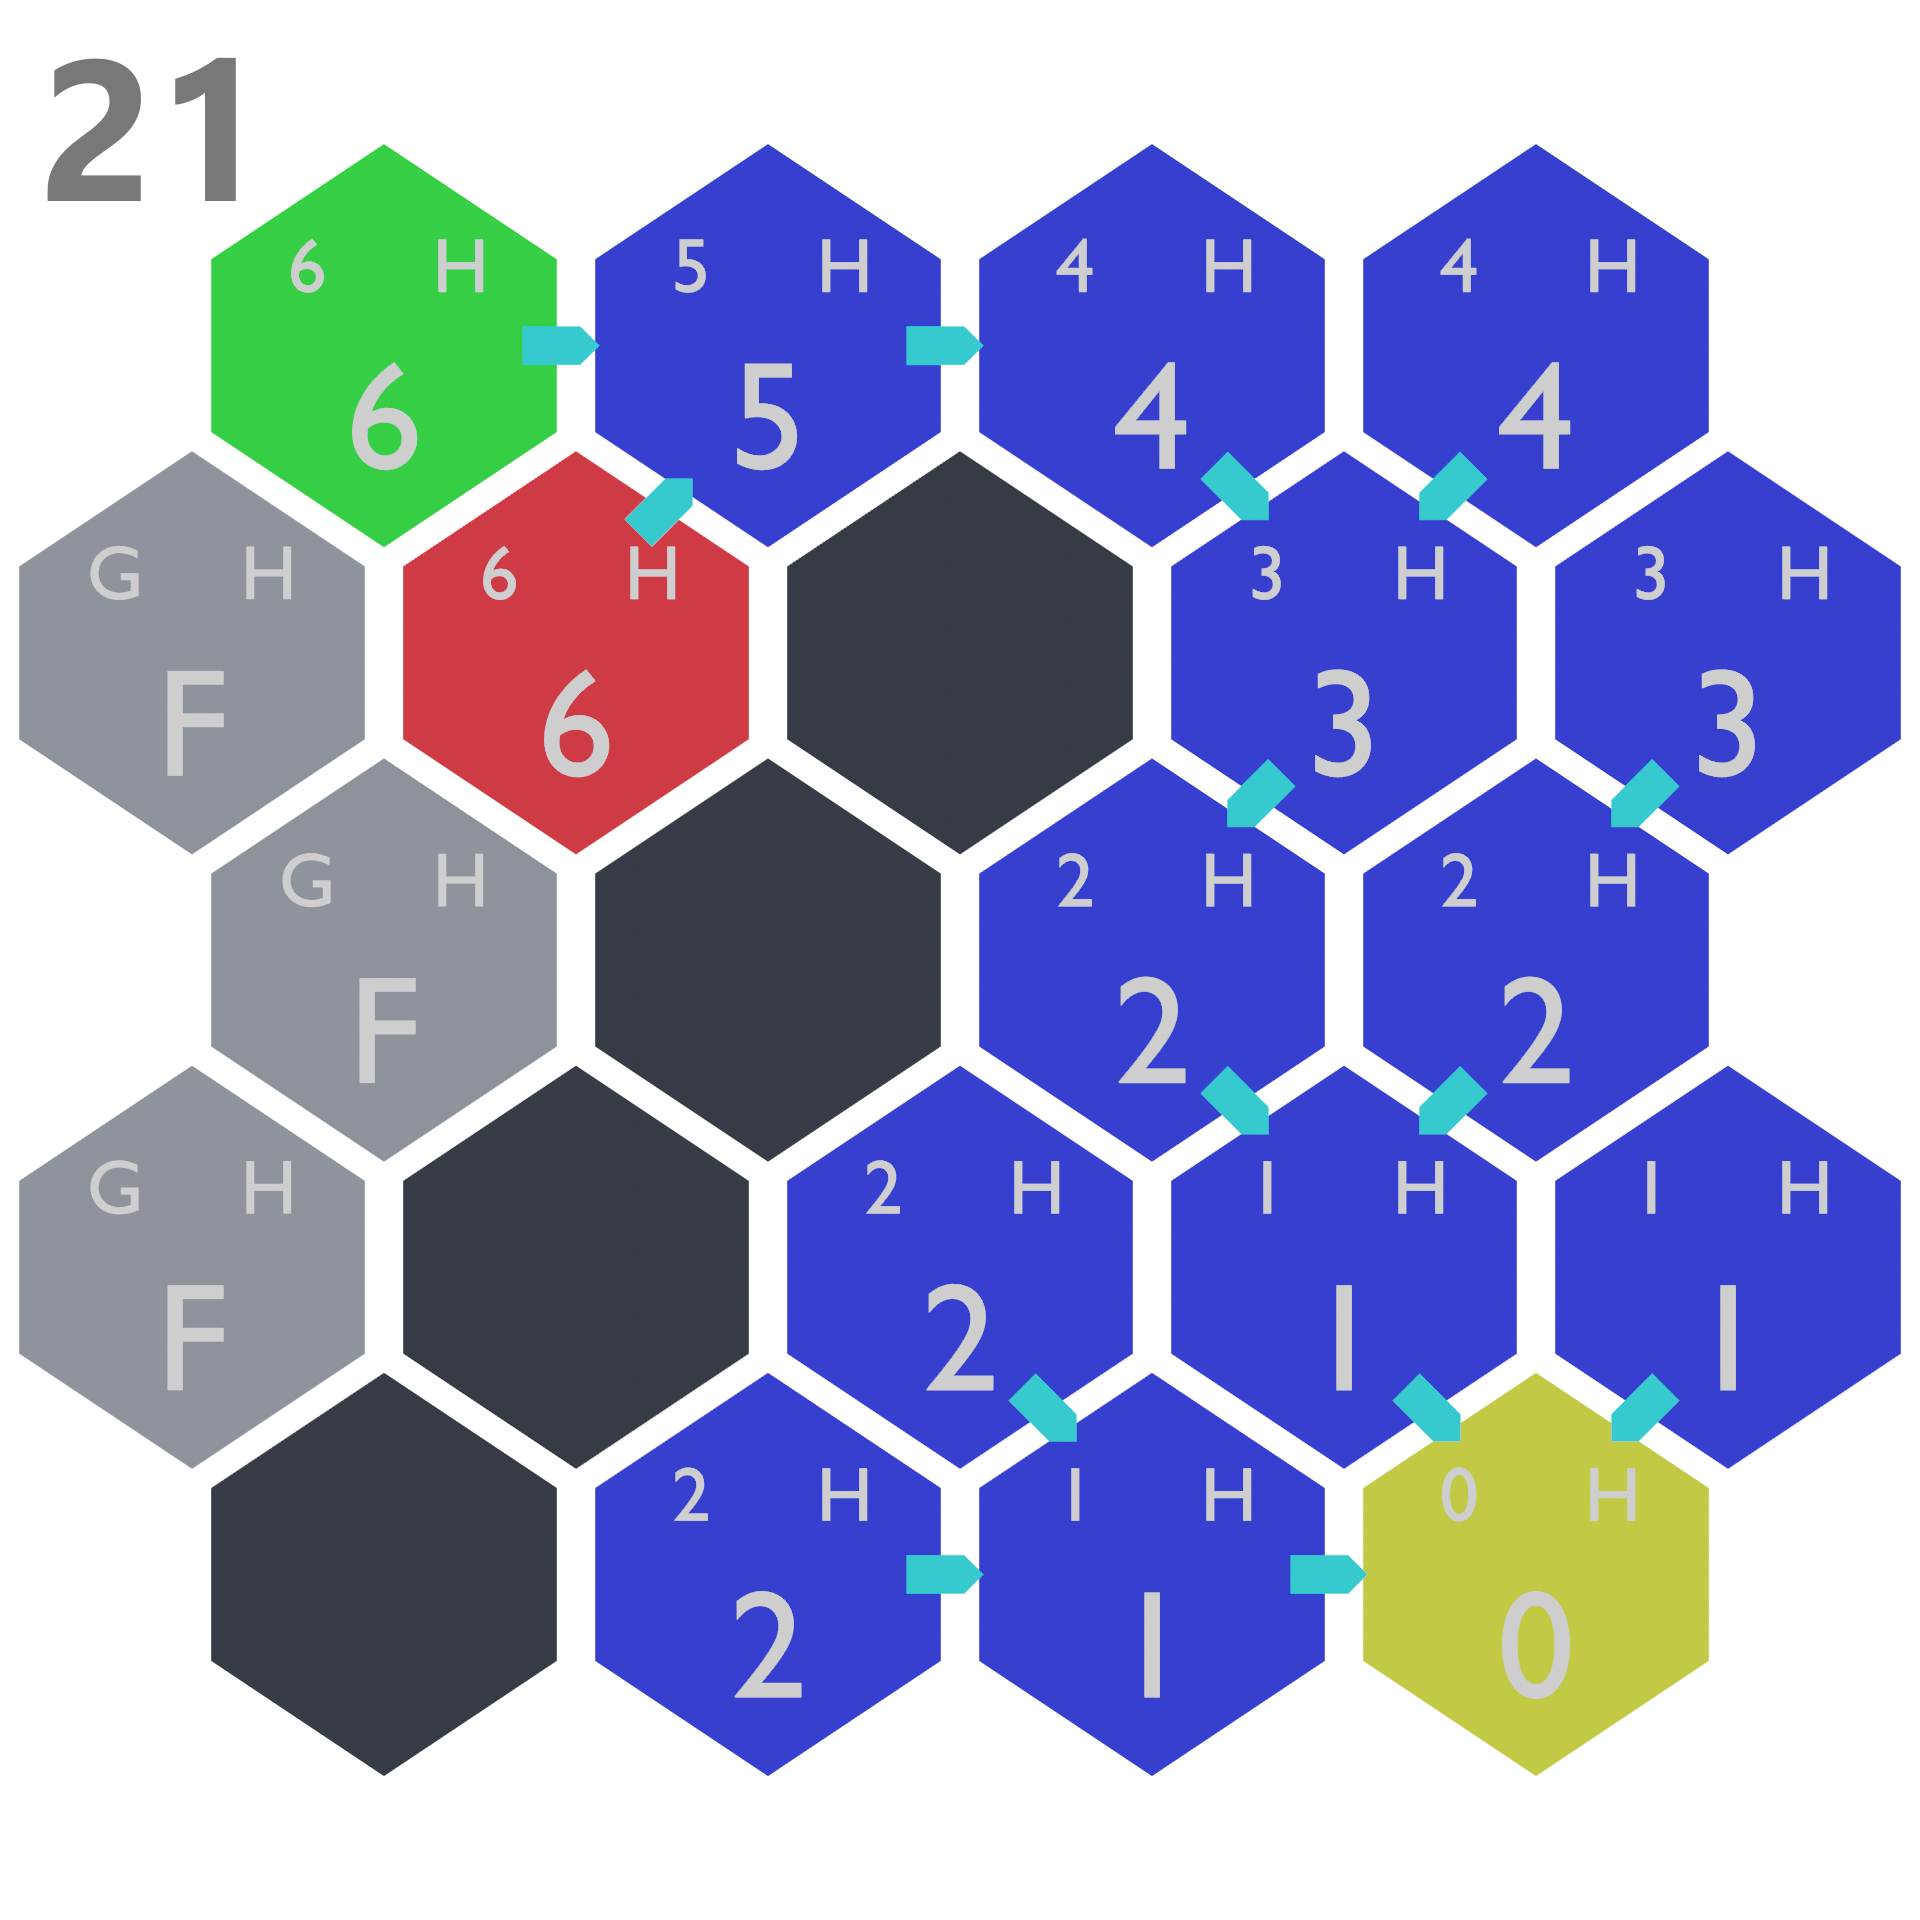 21
6 H 5 H 4 H 4 H
6 5 4 4
G H 6 H 3 H 3 H
F 6 3 3
G H 2 H 2 H
F 2 2
G H 2 H 1 H 1 H
F 2 1 1
2 H 1 H 0 H
2 1 0